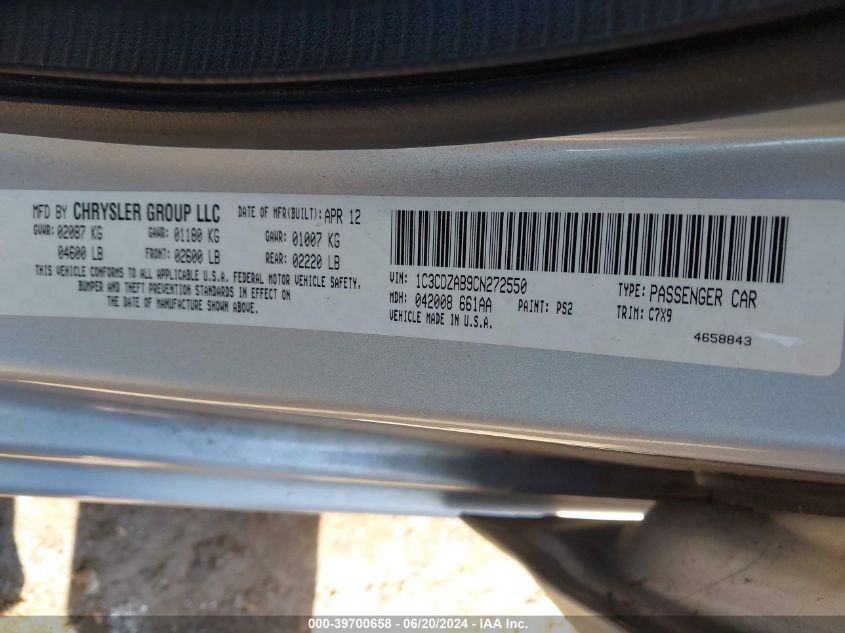 MFD BY CHRYSLER GROUP LLC DATE OF MFR(BUILT): APR 12
GVWR: 02087 KG GAWR: 01180 KG GAWR: 01007 KG
04600 LB FRONT: 02600 LB REAR: 02220 LB
THIS VEHICLE CONFORMS TO ALL APPLICABLE U.S.A. FEDERAL MOTOR VEHICLE SAFETY,
BUMPER AND THEFT PREVENTION STANDARDS IN EFFECT ON
THE DATE OF MANUFACTURE SHOWN ABOVE.
VIN: 1C3CDZAB9CN272550 TYPE: PASSENGER CAR
MDH: 042008 661AA PAINT: PS2 TRIM: C7X9
VEHICLE MADE IN U.S.A. 4658843
000-39700658 - 06/20/2024 - IAA Inc.